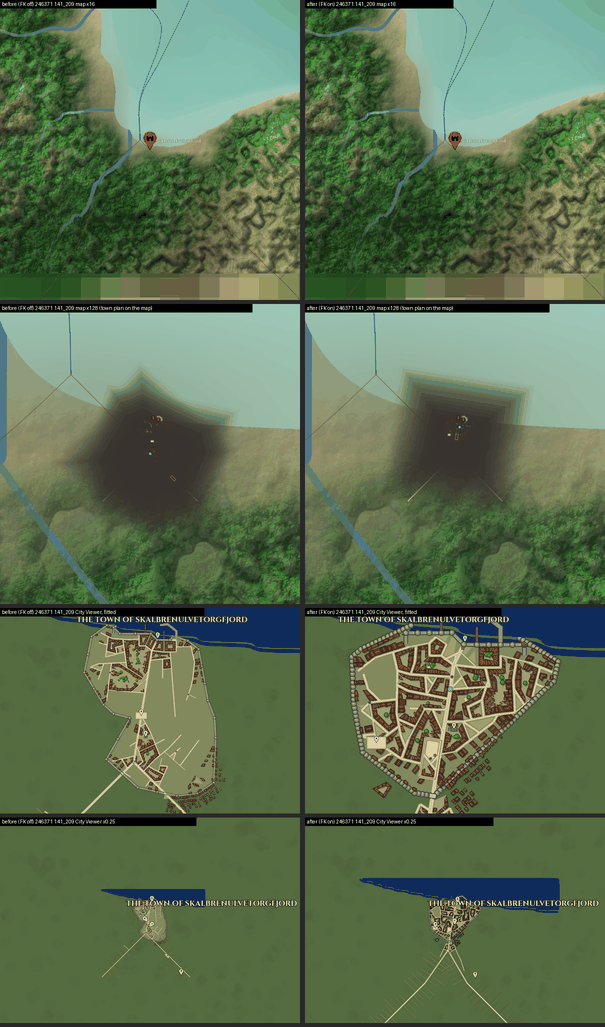 before (FK off) 246371 141_209 map x16
after (FK on) 246371 141_209 map x16
before (FK off) 246371 141_209 map x128 (town plan on the map)
after (FK on) 246371 141_209 map x128 (town plan on the map)
before (FK off) 246371 141_209 City Viewer, fitted
after (FK on) 246371 141_209 City Viewer, fitted
THE TOWN OF SKALBRENULVETORGFJORD
THE TOWN OF SKALBRENULVETORGFJORD
before (FK off) 246371 141_209 City Viewer x0.25
after (FK on) 246371 141_209 City Viewer x0.25
THE TOWN OF SKALBRENULVETORGFJORD
THE TOWN OF SKALBRENULVETORGFJORD